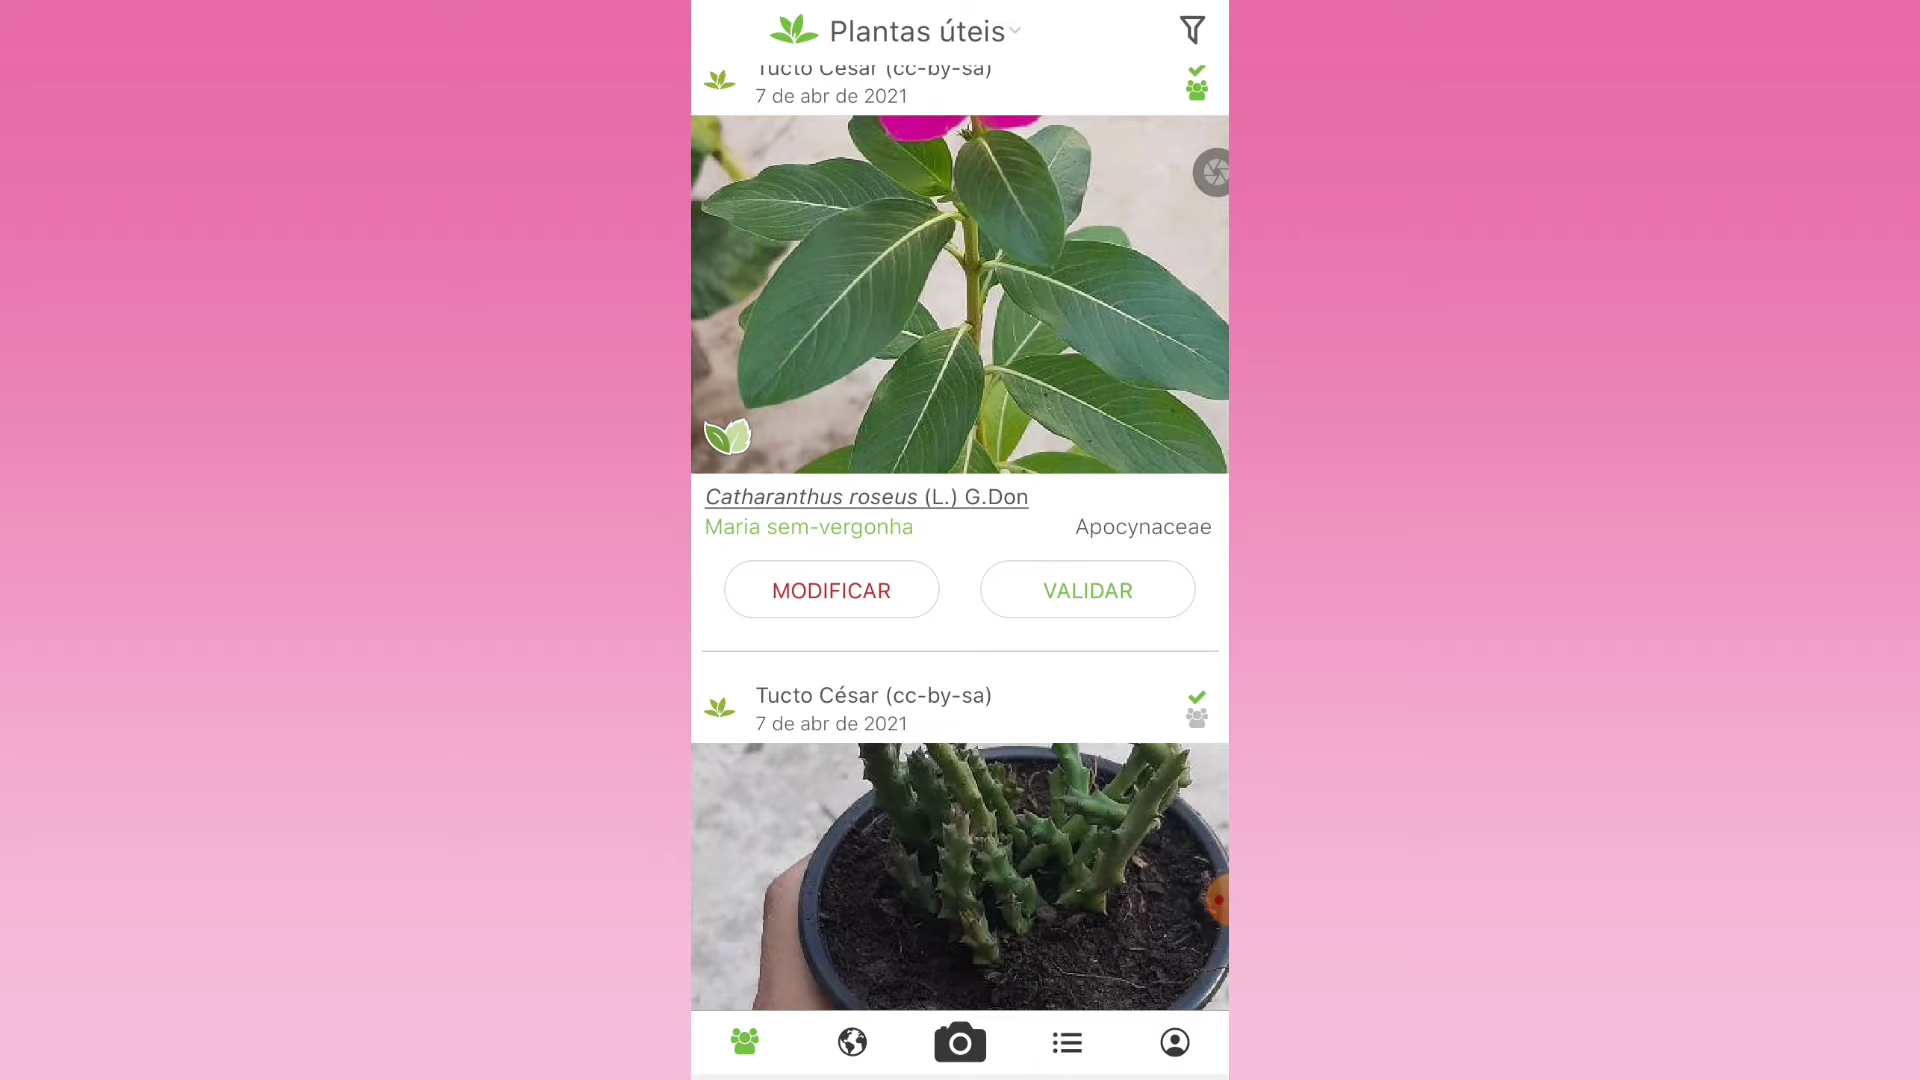 Plantas úteis
Tucto César (cc-by-sa)
7 de abr de 2021
Catharanthus roseus (L.) G.Don
Maria sem-vergonha
Apocynaceae
MODIFICAR
VALIDAR
Tucto César (cc-by-sa)
7 de abr de 2021